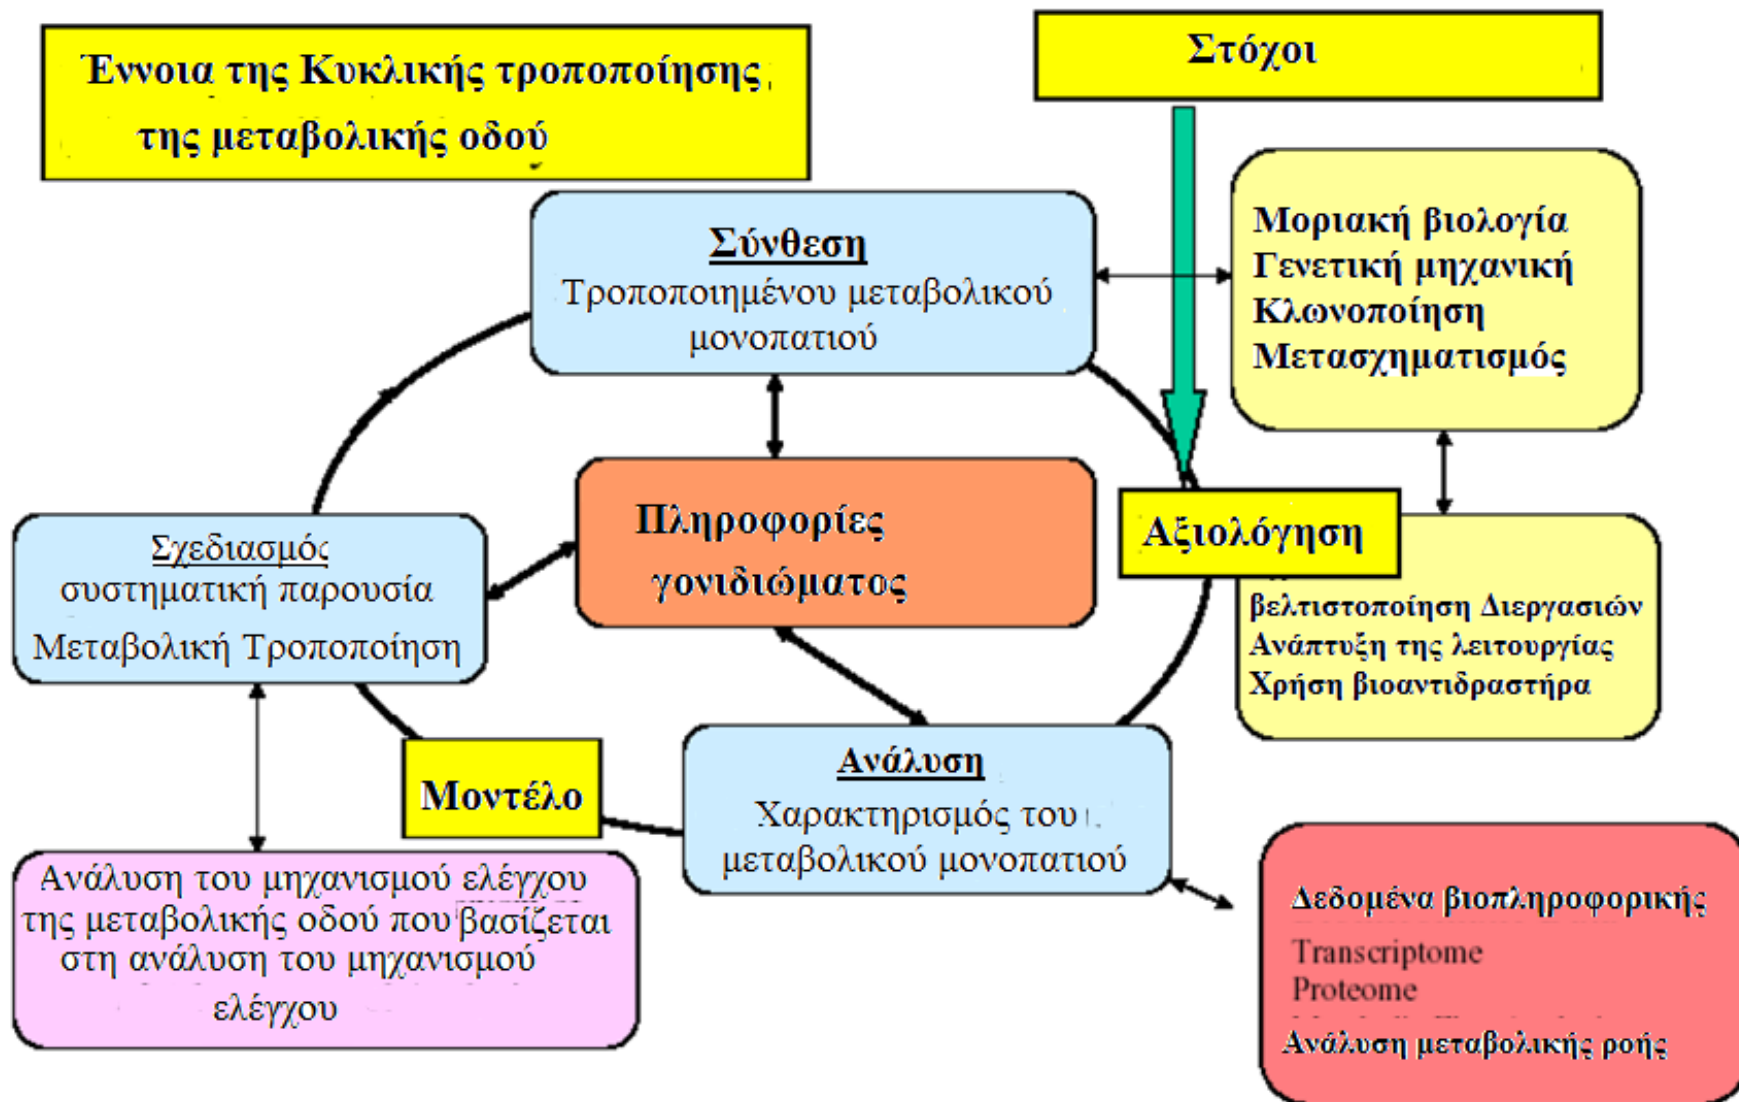 Έννοια της Κυκλικής τροποποίησης
της μεταβολικής οδού
Στόχοι
Σύνθεση
Τροποποιημένου μεταβολικού
μονοπατιού
Μοριακή βιολογία
Γενετική μηχανική
Κλωνοποίηση
Μετασχηματισμός
Πληροφορίες
γονιδιώματος
Αξιολόγηση
Σχεδιασμός
συστηματική παρουσία
Μεταβολική Τροποποίηση
βελτιστοποίηση Διεργασιών
Ανάπτυξη της λειτουργίας
Χρήση βιοαντιδραστήρα
Μοντέλο
Ανάλυση
Χαρακτηρισμός του
μεταβολικού μονοπατιού
Ανάλυση του μηχανισμού ελέγχου
της μεταβολικής οδού που βασίζεται
στη ανάλυση του μηχανισμού
ελέγχου
Δεδομένα βιοπληροφορικής
Transcriptome
Proteome
Ανάλυση μεταβολικής ροής